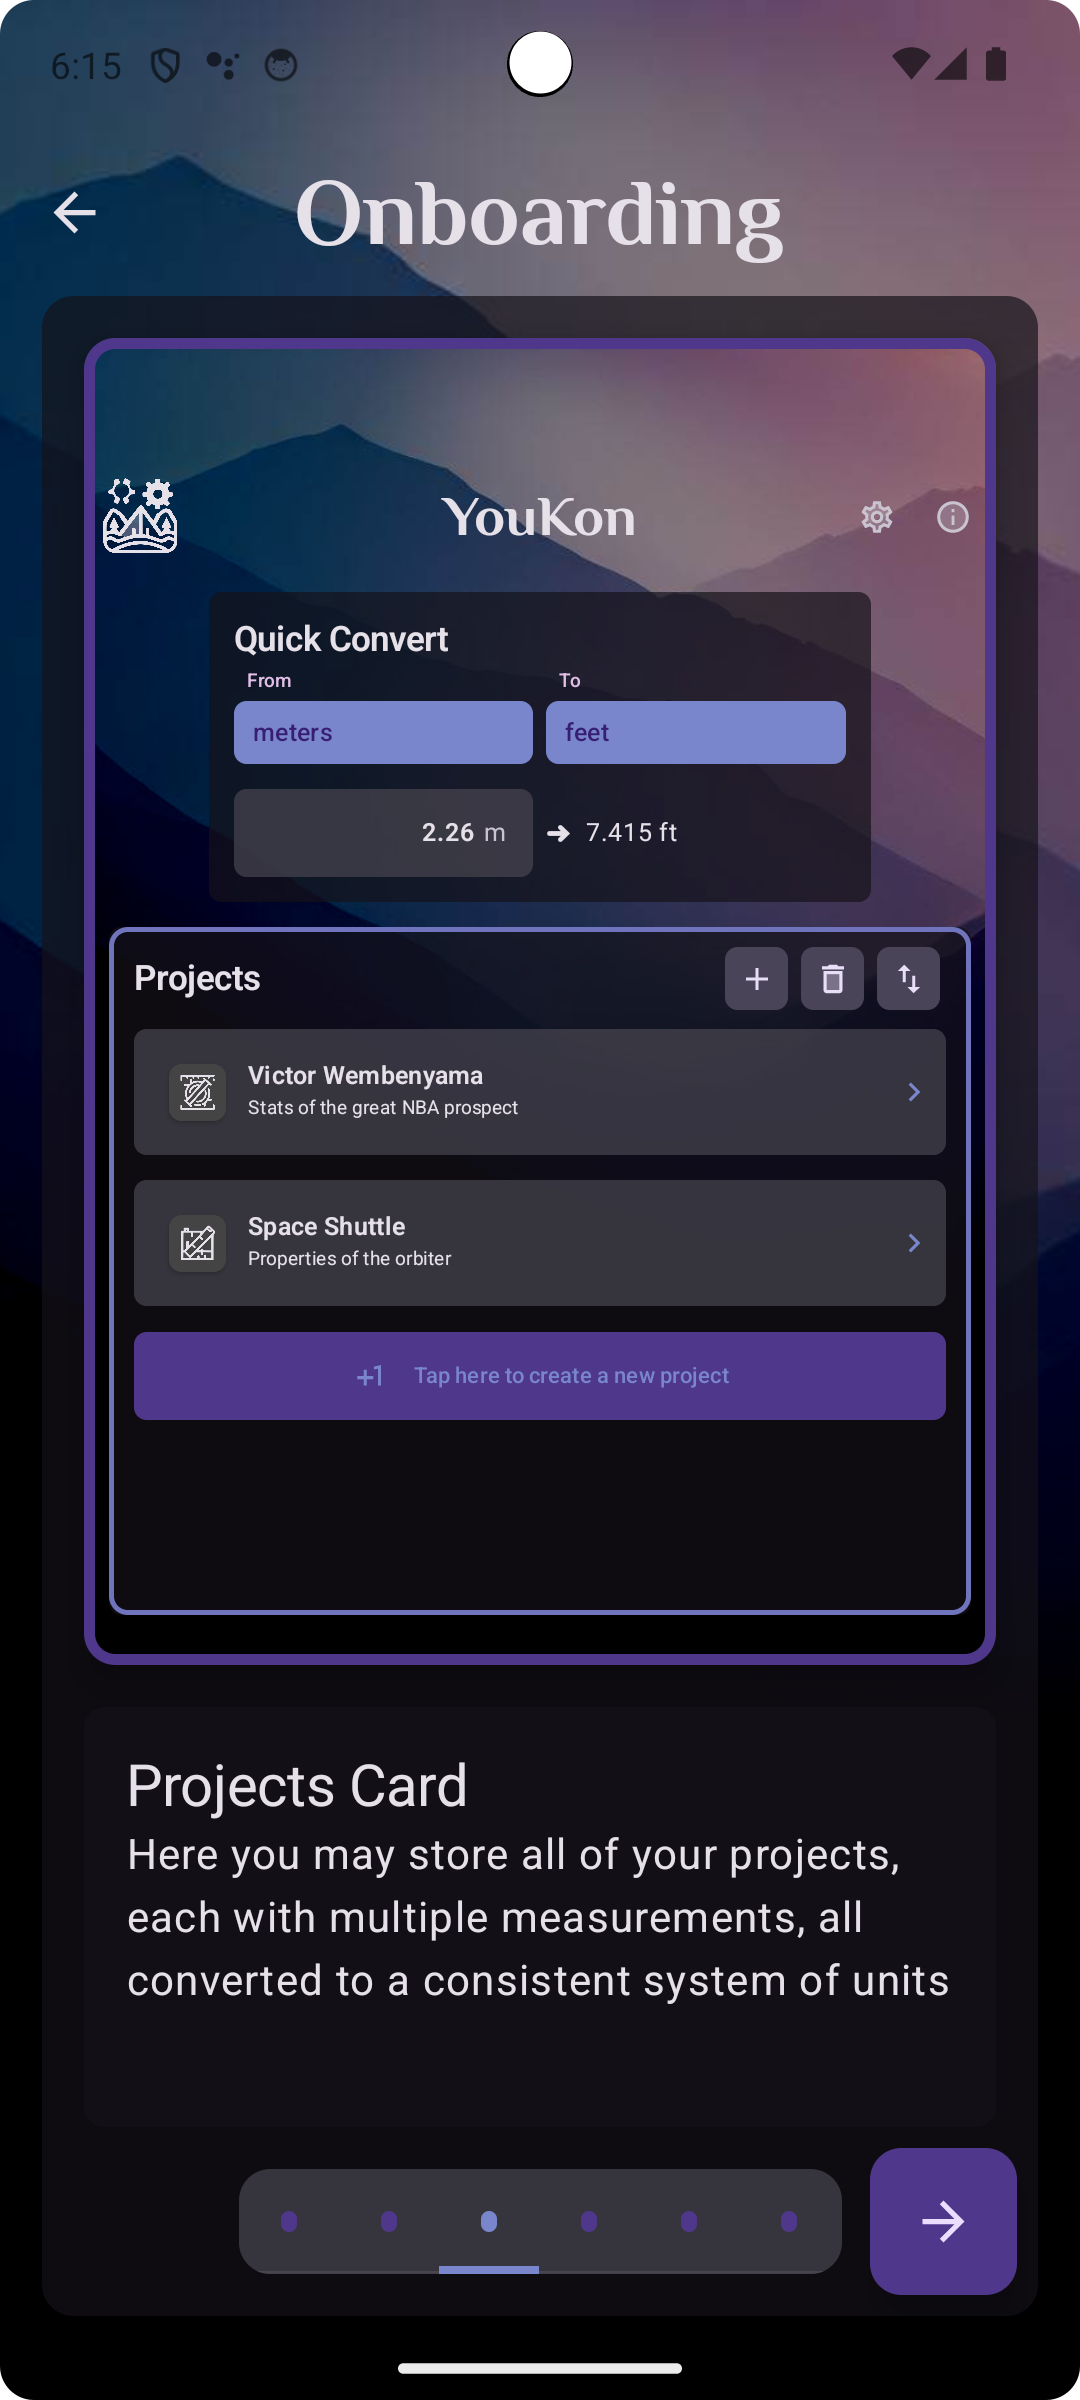 6:15
Onboarding
YouKon
Quick Convert
From To
meters feet
2.26 m ➔ 7.415 ft
Projects
Victor Wembenyama
Stats of the great NBA prospect
Space Shuttle
Properties of the orbiter
+1 Tap here to create a new project
Projects Card
Here you may store all of your projects,
each with multiple measurements, all
converted to a consistent system of units